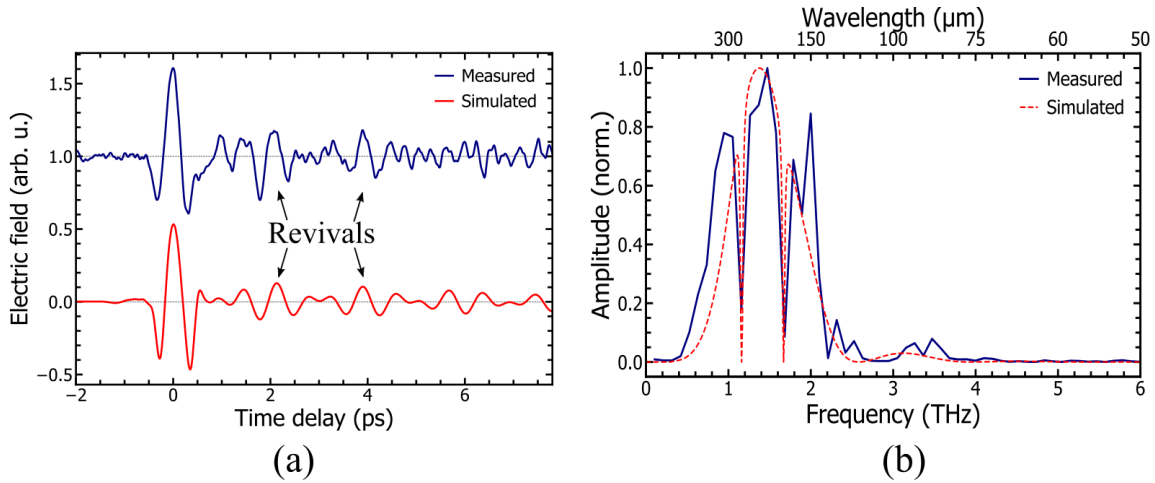 Electric field (arb. u.)
1.5
1.0
0.5
0.0
−0.5
Measured
Simulated
Revivals
−2 0 2 4 6
Time delay (ps)
(a)
Wavelength (μm)
300 150 100 75 60 50
Amplitude (norm.)
1.0
0.8
0.6
0.4
0.2
0.0
Measured
Simulated
0 1 2 3 4 5 6
Frequency (THz)
(b)